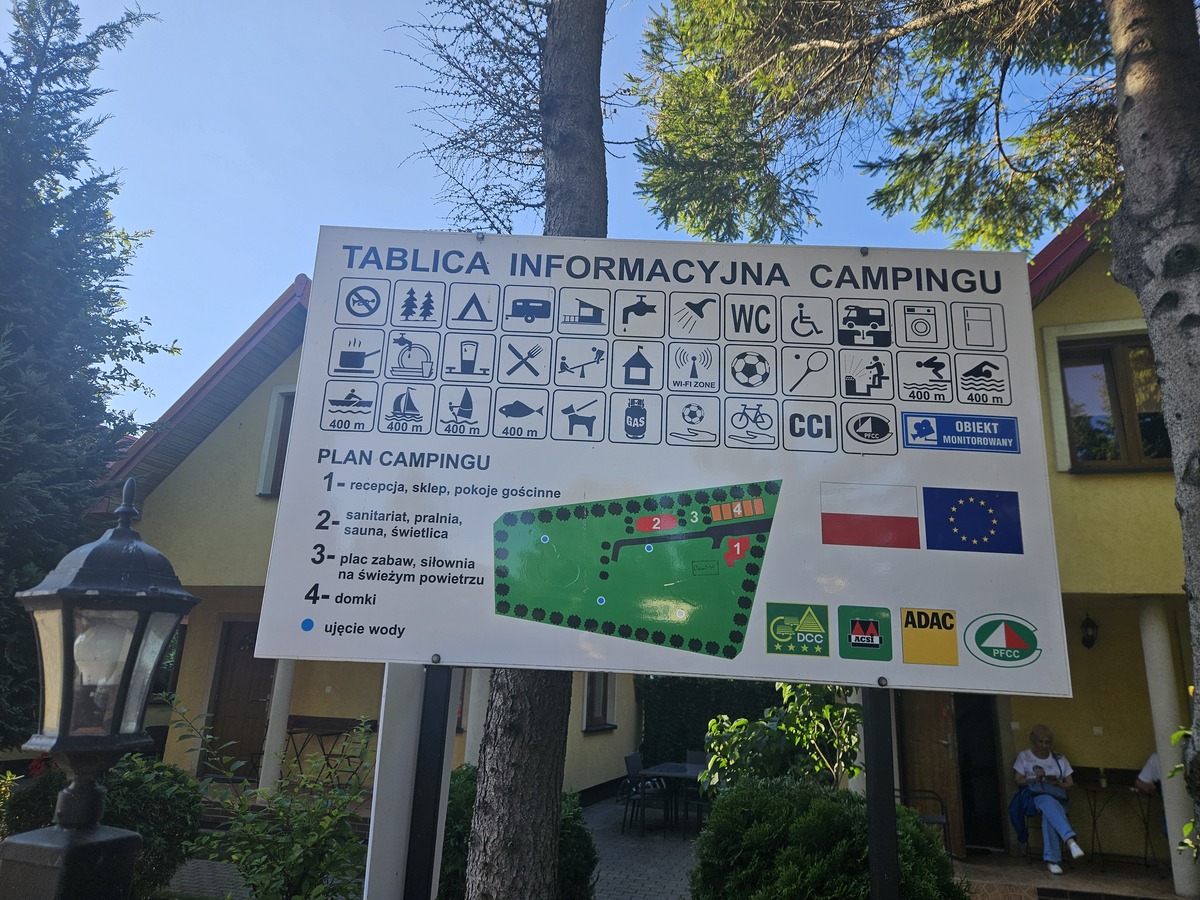 TABLICA INFORMACYJNA CAMPINGU
WC
WI-FI ZONE
400 m
400 m
400 m
400 m
400 m
400 m
GAS
CCI
PFCC
OBIEKT
MONITOROWANY
PLAN CAMPINGU
1- recepcja, sklep, pokoje gościnne
2- sanitariat, pralnia,
sauna, świetlica
3- plac zabaw, siłownia
na świeżym powietrzu
4- domki
ujęcie wody
2
3
4
1
DCC
ACSI
ADAC
PFCC